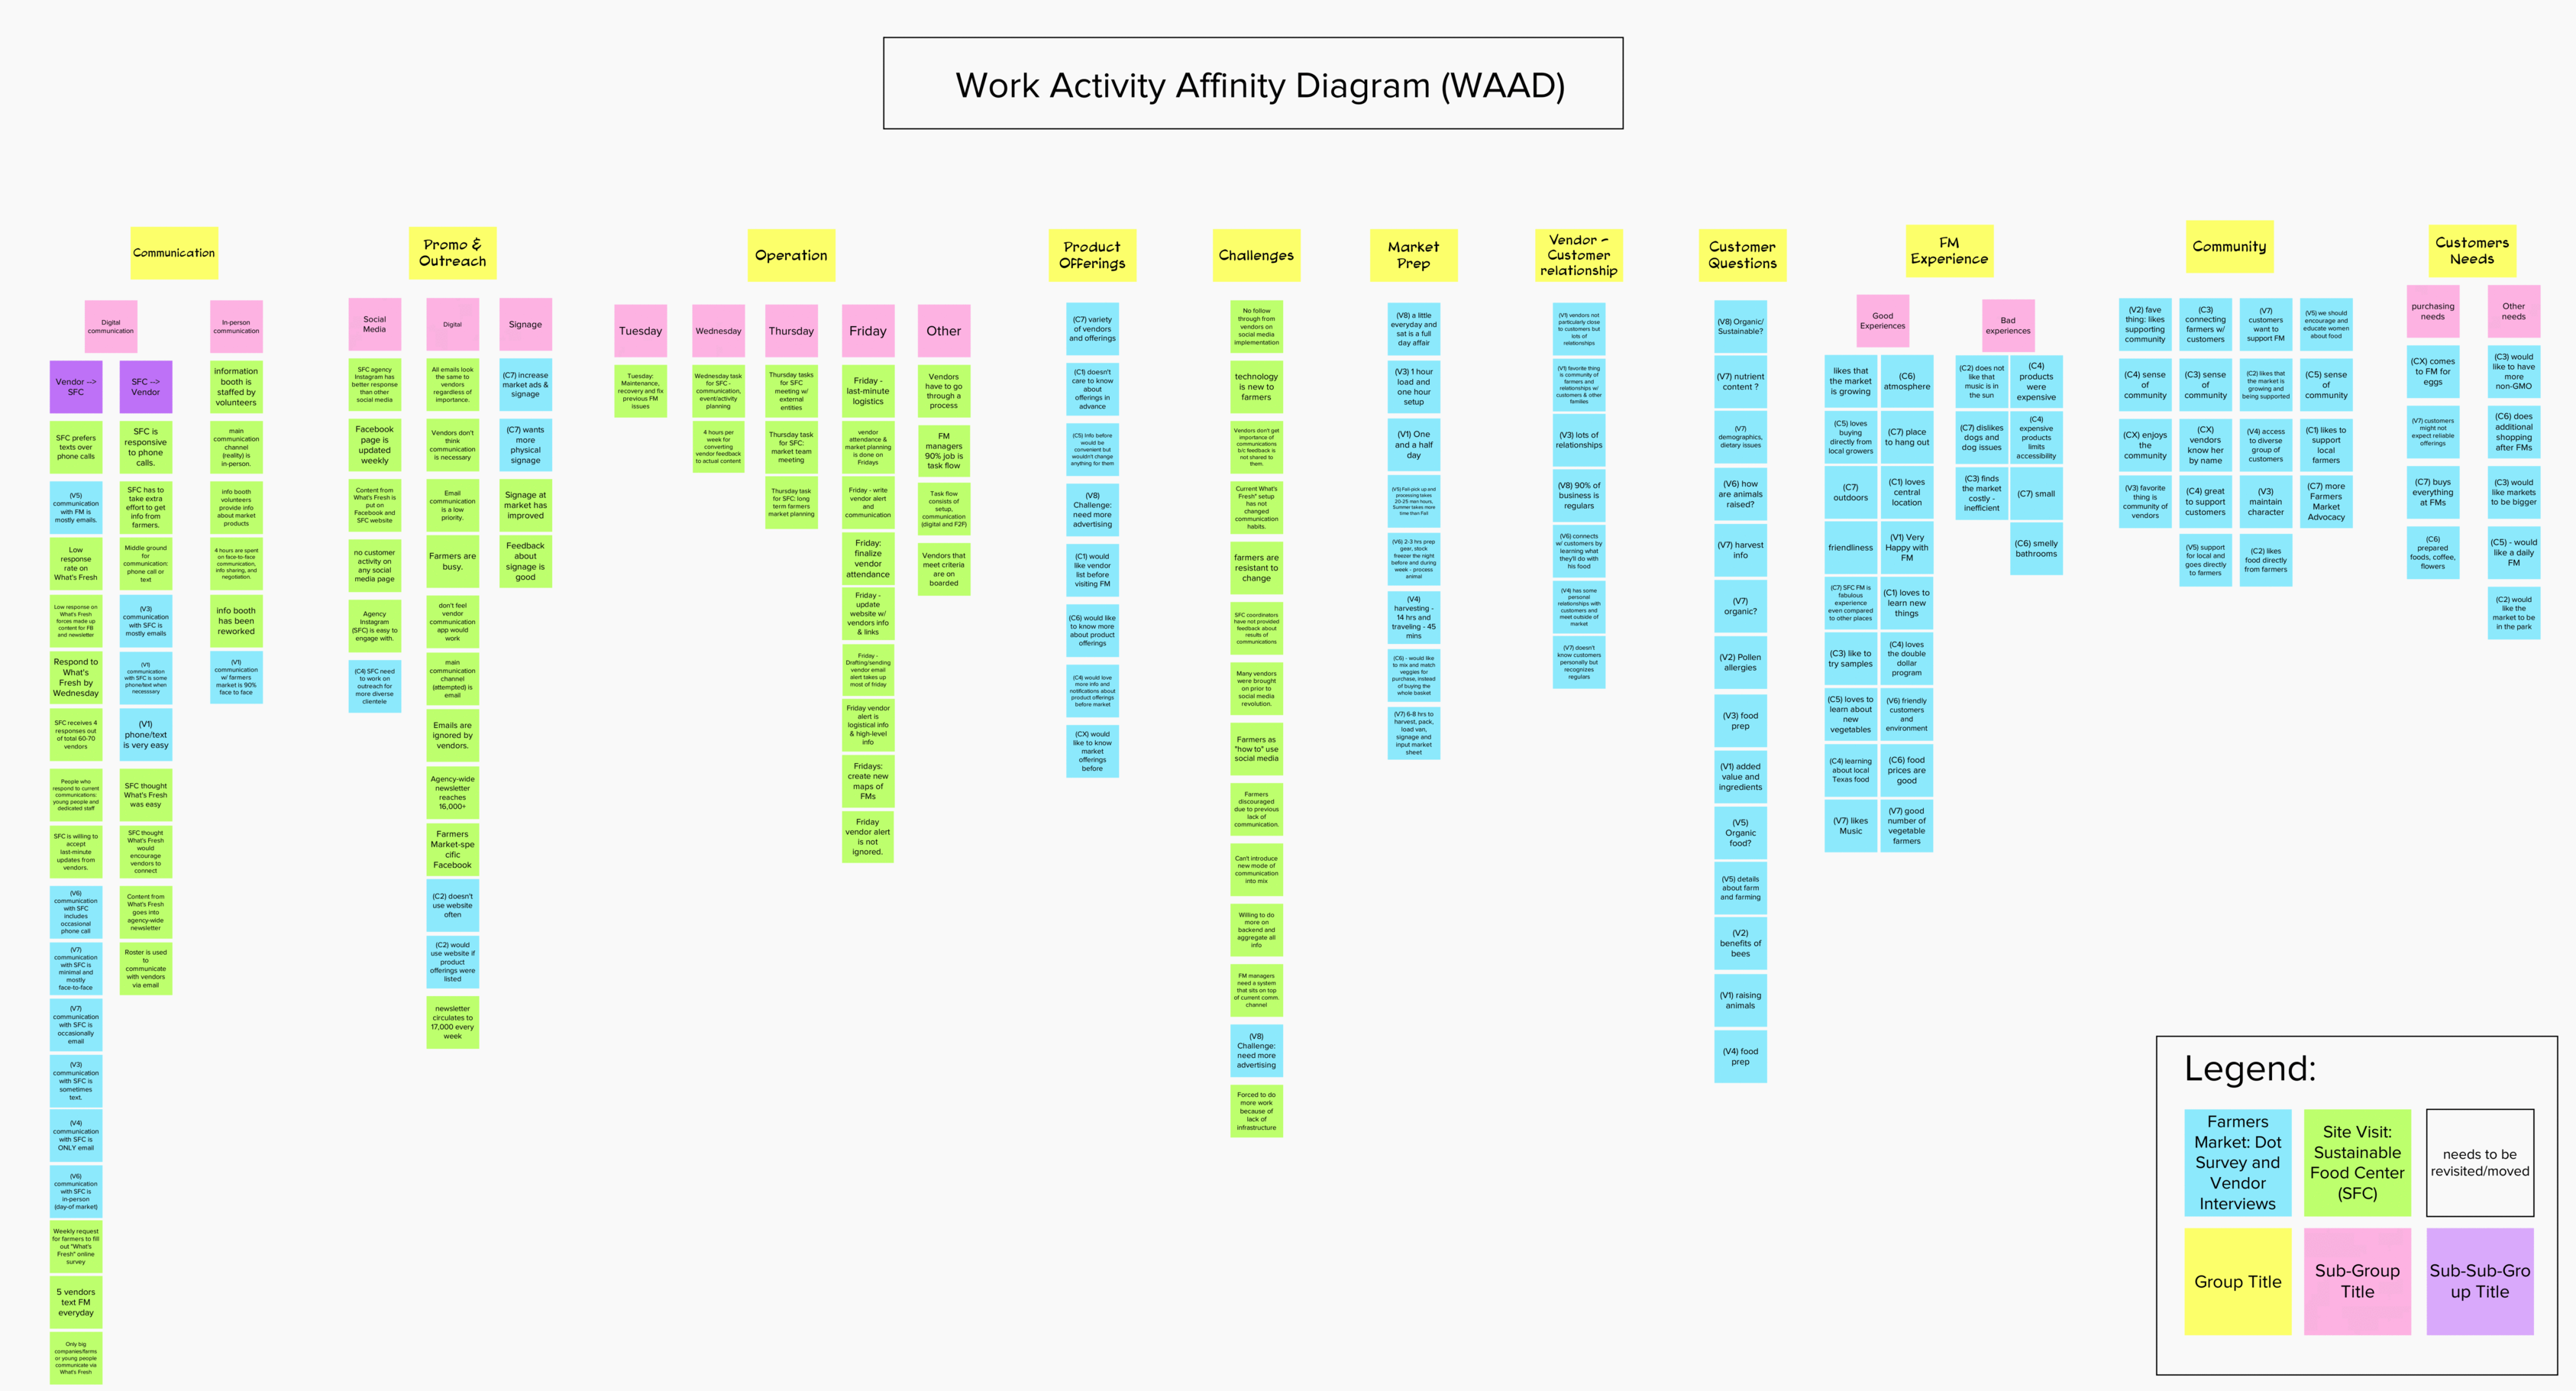 Work Activity Affinity Diagram (WAAD)
Communication
Digital
communication
In-person
communication
Vendor -->
SFC
SFC prefers
texts over
phone calls
(V5)
communication
with FM is
mostly emails.
Low
response
rate on
What's Fresh
Low response on
What's Fresh
forces made up
content for FB
and newsletter
Respond to
What's
Fresh by
Wednesday
SFC receives 4
responses out
of total 60-70
vendors
People who
respond to current
communications:
young people and
dedicated staff
SFC is willing to
accept
last-minute
updates from
vendors.
(V6)
communication
with SFC
includes
occasional
phone call
(V7)
communication
with SFC is
minimal and
mostly
face-to-face
(V7)
communication
with SFC is
occasionally
email
(V3)
communication
with SFC is
sometimes
text.
(V4)
communication
with SFC is
ONLY email
(V6)
communication
with SFC is
in-person
(day-of market)
Weekly request
for farmers to fill
out "What's
Fresh" online
survey
5 vendors
text FM
everyday
Only big
companies/farms
or young people
communicate via
What's Fresh
SFC -->
Vendor
SFC is
responsive
to phone
calls.
SFC has to
take extra
effort to get
info from
farmers.
Middle ground
for
communication:
phone call or
text
(V3)
communication
with SFC is
mostly emails
(V1)
communication
with SFC is some
phone/text when
necesssary
(V1)
phone/text
is very easy
SFC thought
What's Fresh
was easy
SFC thought
What's Fresh
would
encourage
vendors to
connect
Content from
What's Fresh
goes into
agency-wide
newsletter
Roster is used
to
communicate
with vendors
via email
information
booth is
staffed by
volunteers
main
communication
channel
(reality) is
in-person.
info booth
volunteers
provide info
about market
products
4 hours are spent
on face-to-face
communication,
info sharing, and
negotiation.
info booth
has been
reworked
(V1)
communication
w/ farmers
market is 90%
face to face
Promo &
Outreach
Social
Media
SFC agency
Instagram has
better response
than other
social media
Facebook
page is
updated
weekly
Content from
What's Fresh is
put on
Facebook and
SFC website
no customer
activity on
any social
media page
Agency
Instagram
(SFC) is easy to
engage with.
(C4) SFC need
to work on
outreach for
more diverse
clientele
Digital
All emails look
the same to
vendors
regardless of
importance.
Vendors don't
think
communication
is necessary
Email
communication
is a low
priority.
Farmers are
busy.
don't feel
vendor
communication
app would
work
main
communication
channel
(attempted) is
email
Emails are
ignored by
vendors.
Agency-wide
newsletter
reaches
16,000+
Farmers
Market-spe
cific
Facebook
(C2) doesn't
use website
often
(C2) would
use website if
product
offerings were
listed
newsletter
circulates to
17,000 every
week
Signage
(C7) increase
market ads &
signage
(C7) wants
more
physical
signage
Signage at
market has
improved
Feedback
about
signage is
good
Operation
Tuesday
Tuesday:
Maintenance,
recovery and fix
previous FM
issues
Wednesday
Wednesday task
for SFC -
communication,
event/activity
planning
4 hours per
week for
converting
vendor feedback
to actual content
Thursday
Thursday tasks
for SFC
meeting w/
external
entities
Thursday task
for SFC:
market team
meeting
Thursday task
for SFC: long
term farmers
market planning
Friday
Friday -
last-minute
logistics
vendor
attendance &
market planning
is done on
Fridays
Friday - write
vendor alert
and
communication
Friday:
finalize
vendor
attendance
Friday -
update
website w/
vendors info
& links
Friday -
Drafting/sending
vendor email
alert takes up
most of friday
Friday vendor
alert is
logistical info
& high-level
info
Fridays:
create new
maps of
FMs
Friday
vendor alert
is not
ignored.
Other
Vendors
have to go
through a
process
FM
managers
90% job is
task flow
Task flow
consists of
setup,
communication
(digital and F2F)
Vendors that
meet criteria
are on
boarded
Product
Offerings
(C7) variety
of vendors
and offerings
(C1) doesn't
care to know
about
offerings in
advance
(C5) Info before
would be
convenient but
wouldn't change
anything for them
(V8)
Challenge:
need more
advertising
(C1) would
like vendor
list before
visiting FM
(C6) would like
to know more
about product
offerings
(C4) would love
more info and
notifications about
product offerings
before market
(CX) would
like to know
market
offerings
before
Challenges
No follow
through from
vendors on
social media
implementation
technology
is new to
farmers
Vendors don't get
importance of
communications
b/c feedback is
not shared to
them.
Current What's
Fresh" setup
has not
changed
communication
habits.
farmers are
resistant to
change
SFC coordinators
have not provided
feedback about
results of
communications
Many vendors
were brought
on prior to
social media
revolution.
Farmers as
"how to" use
social media
Farmers
discouraged
due to previous
lack of
communication.
Can't introduce
new mode of
communication
into mix
Willing to do
more on
backend and
aggregate all
info
FM managers
need a system
that sits on top
of current comm.
channel
(V8)
Challenge:
need more
advertising
Forced to do
more work
because of
lack of
infrastructure
Market
Prep
(V8) a little
everyday and
sat is a full
day affair
(V3) 1 hour
load and
one hour
setup
(V1) One
and a half
day
(V5) Fall-pick up and
processing takes
20-25 man hours,
Summer takes more
time than Fall
(V6) 2-3 hrs prep
gear, stock
freezer the night
before and during
week - process
animal
(V4)
harvesting -
14 hrs and
traveling - 45
mins
(C6) - would like
to mix and match
veggies for
purchase, instead
of buying the
whole basket
(V7) 6-8 hrs to
harvest, pack,
load van,
signage and
input market
sheet
Vendor -
Customer
relationship
(V1) vendors not
particularly close
to customers but
lots of
relationships
(V1) favorite thing
is community of
farmers and
relationships w/
customers & other
families
(V3) lots of
relationships
(V8) 90% of
business is
regulars
(V6) connects
w/ customers by
learning what
they'll do with
his food
(V4) has some
personal
relationships with
customers and
meet outside of
market
(V7) doesn't
know customers
personally but
recognizes
regulars
Customer
Questions
(V8) Organic/
Sustainable?
(V7) nutrient
content ?
(V7)
demographics,
dietary issues
(V6) how
are animals
raised?
(V7) harvest
info
(V7)
organic?
(V2) Pollen
allergies
(V3) food
prep
(V1) added
value and
ingredients
(V5)
Organic
food?
(V5) details
about farm
and farming
(V2)
benefits of
bees
(V1) raising
animals
(V4) food
prep
FM
Experience
Good
Experiences
likes that
the market
is growing
(C5) loves
buying
directly from
local growers
(C7)
outdoors
friendliness
(C7) SFC FM is
fabulous
experience
even compared
to other places
(C3) like to
try samples
(C5) loves to
learn about
new
vegetables
(C4) learning
about local
Texas food
(V7) likes
Music
(C6)
atmosphere
(C7) place
to hang out
(C1) loves
central
location
(V1) Very
Happy with
FM
(C1) loves to
learn new
things
(C4) loves
the double
dollar
program
(V6) friendly
customers
and
environment
(C6) food
prices are
good
(V7) good
number of
vegetable
farmers
Bad
experiences
(C2) does not
like that
music is in
the sun
(C7) dislikes
dogs and
dog issues
(C3) finds
the market
costly -
inefficient
(C4)
products
were
expensive
(C4)
expensive
products
limits
accessibility
(C7) small
(C6) smelly
bathrooms
Community
(V2) fave
thing: likes
supporting
community
(C4) sense
of
community
(CX) enjoys
the
community
(V3) favorite
thing is
community of
vendors
(C3)
connecting
farmers w/
customers
(C3) sense of
community
(CX)
vendors
know her
by name
(C4) great
to support
customers
(V5) support
for local and
goes directly
to farmers
(V7)
customers
want to
support FM
(C2) likes that
the market is
growing and
being supported
(V4) access
to diverse
group of
customers
(V3)
maintain
character
(C2) likes
food directly
from farmers
(V5) we should
encourage and
educate women
about food
(C5) sense
of
community
(C1) likes to
support
local
farmers
(C7) more
Farmers
Market
Advocacy
Customers
Needs
purchasing
needs
(CX) comes
to FM for
eggs
(V7) customers
might not
expect reliable
offerings
(C7) buys
everything
at FMs
(C6)
prepared
foods, coffee,
flowers
Other
needs
(C3) would
like to have
more
non-GMO
(C6) does
additional
shopping
after FMs
(C3) would
like markets
to be bigger
(C5) - would
like a daily
FM
(C2) would
like the
market to be
in the park
Legend:
Farmers
Market: Dot
Survey and
Vendor
Interviews
Site Visit:
Sustainable
Food Center
(SFC)
needs to be
revisited/moved
Group Title
Sub-Group
Title
Sub-Sub-Gro
up Title